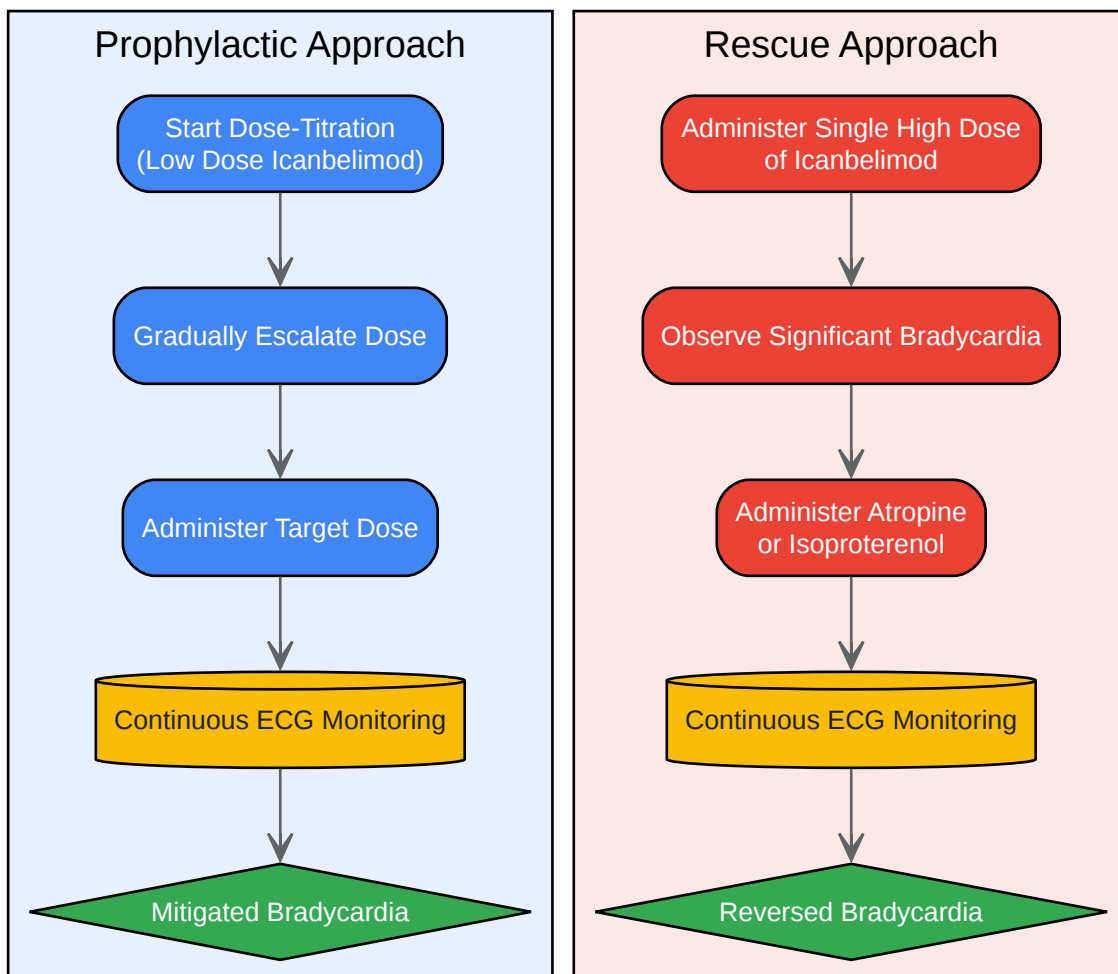 Prophylactic Approach
Start Dose-Titration
(Low Dose Icanbelimod)
Gradually Escalate Dose
Administer Target Dose
Continuous ECG Monitoring
Mitigated Bradycardia
Rescue Approach
Administer Single High Dose
of Icanbelimod
Observe Significant Bradycardia
Administer Atropine
or Isoproterenol
Continuous ECG Monitoring
Reversed Bradycardia